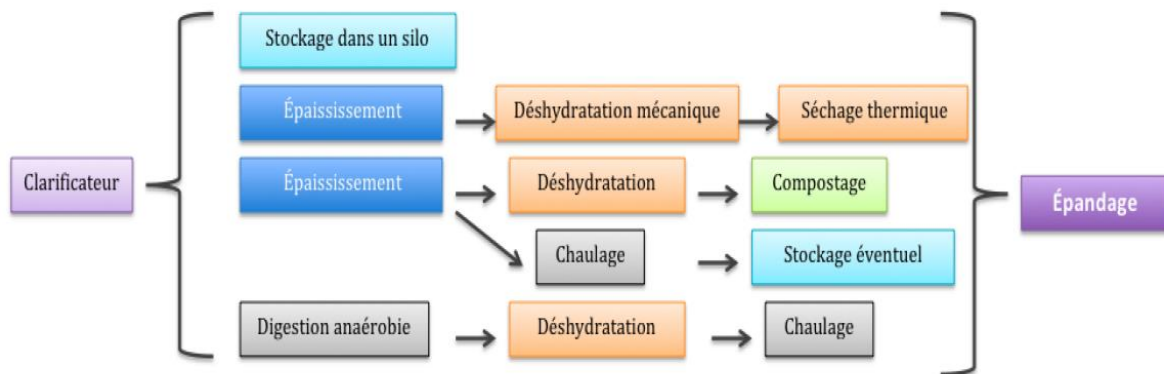 Stockage dans un silo
Épaississement
Déshydratation mécanique
Séchage thermique
Clarificateur
Épaississement
Déshydratation
Compostage
Épandage
Chaulage
Stockage éventuel
Digestion anaérobie
Déshydratation
Chaulage